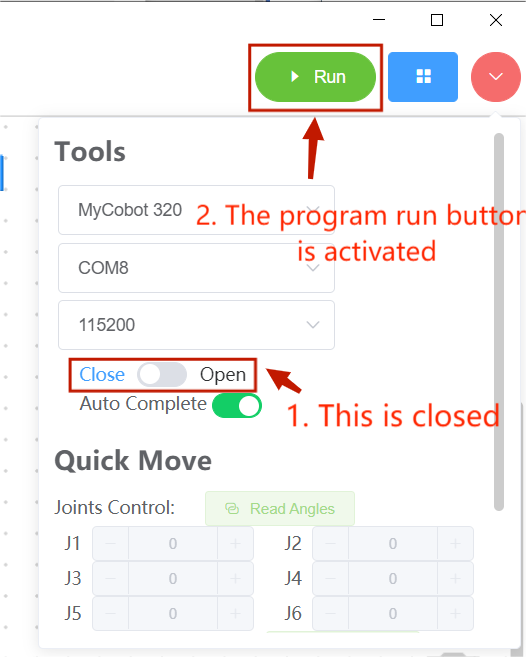 Run
Tools
MyCobot 320
2. The program run button
is activated
COM8
115200
Close Open
Auto Complete
1. This is closed
Quick Move
Joints Control: Read Angles
J1 − 0 + J2 − 0 +
J3 − 0 + J4 − 0 +
J5 − 0 + J6 − 0 +